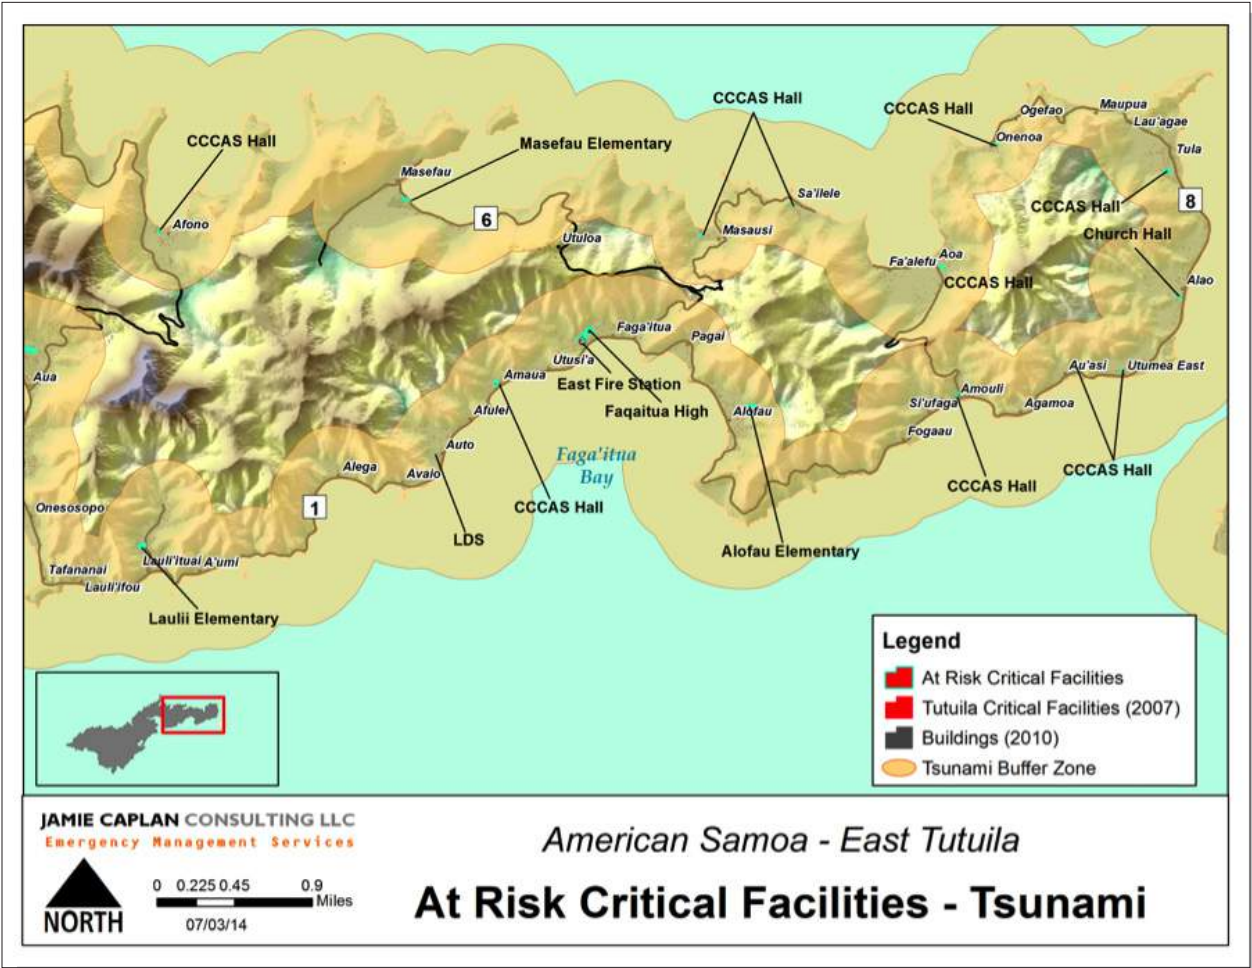 CCCAS Hall
CCCAS Hall
Ogefao
Maupua
Lau'agae
CCCAS Hall
Masefau Elementary
Onenoa
Tula
Masefau
Sa'ilele
CCCAS Hall
8
6
Afono
Masausi
Church Hall
Utuloa
Fa'alefu
Aoa
CCCAS Hall
Alao
Faga'itua
Pagai
Utusi'a
Aua
Amaua
East Fire Station
Au'asi
Utumea East
Faqaitua High
Alofau
Amouli
Si'ufaga
Agamoa
Afulei
Fogaau
Auto
Faga'itua
Bay
Alega
Avaio
CCCAS Hall
CCCAS Hall
Onesosopo
1
CCCAS Hall
LDS
Alofau Elementary
Lauli'ituai
A'umi
Tafananai
Lauli'ifou
Laulii Elementary
Legend
At Risk Critical Facilities
Tutuila Critical Facilities (2007)
Buildings (2010)
Tsunami Buffer Zone
JAMIE CAPLAN CONSULTING LLC
Emergency Management Services
NORTH
0 0.225 0.45 0.9
Miles
07/03/14
American Samoa - East Tutuila
At Risk Critical Facilities - Tsunami